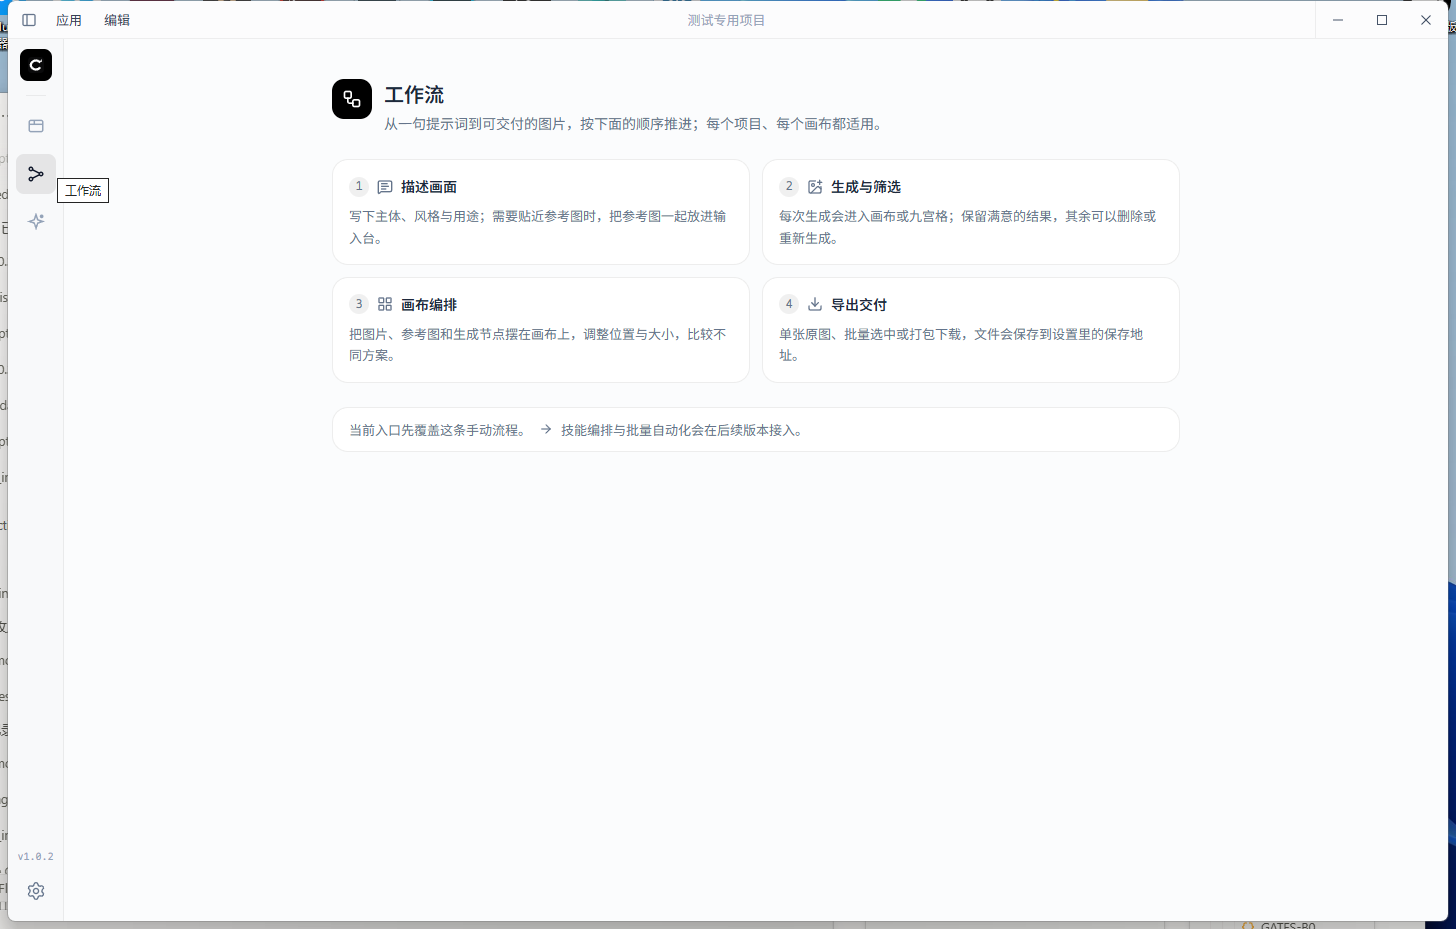 应用 编辑 测试专用项目
工作流
从一句提示词到可交付的图片，按下面的顺序推进；每个项目、每个画布都适用。
工作流
1 描述画面
写下主体、风格与用途；需要贴近参考图时，把参考图一起放进输
入台。
2 生成与筛选
每次生成会进入画布或九宫格；保留满意的结果，其余可以删除或
重新生成。
3 画布编排
把图片、参考图和生成节点摆在画布上，调整位置与大小，比较不
同方案。
4 导出交付
单张原图、批量选中或打包下载，文件会保存到设置里的保存地
址。
当前入口先覆盖这条手动流程。 → 技能编排与批量自动化会在后续版本接入。
v1.0.2